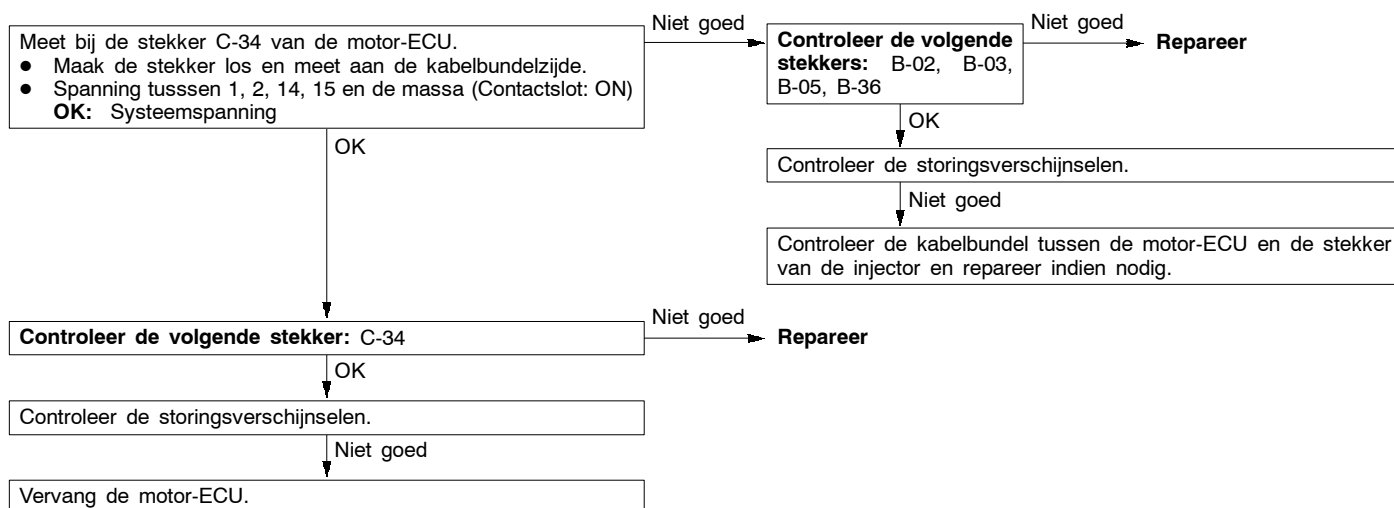 Meet bij de stekker C-34 van de motor-ECU.
● Maak de stekker los en meet aan de kabelbundelzijde.
● Spanning tusssen 1, 2, 14, 15 en de massa (Contactslot: ON)
OK: Systeemspanning
Niet goed
Controleer de volgende
stekkers: B-02, B-03,
B-05, B-36
Niet goed
Repareer
OK
Controleer de storingsverschijnselen.
Niet goed
Controleer de kabelbundel tussen de motor-ECU en de stekker
van de injector en repareer indien nodig.
OK
Controleer de volgende stekker: C-34
Niet goed
Repareer
OK
Controleer de storingsverschijnselen.
Niet goed
Vervang de motor-ECU.